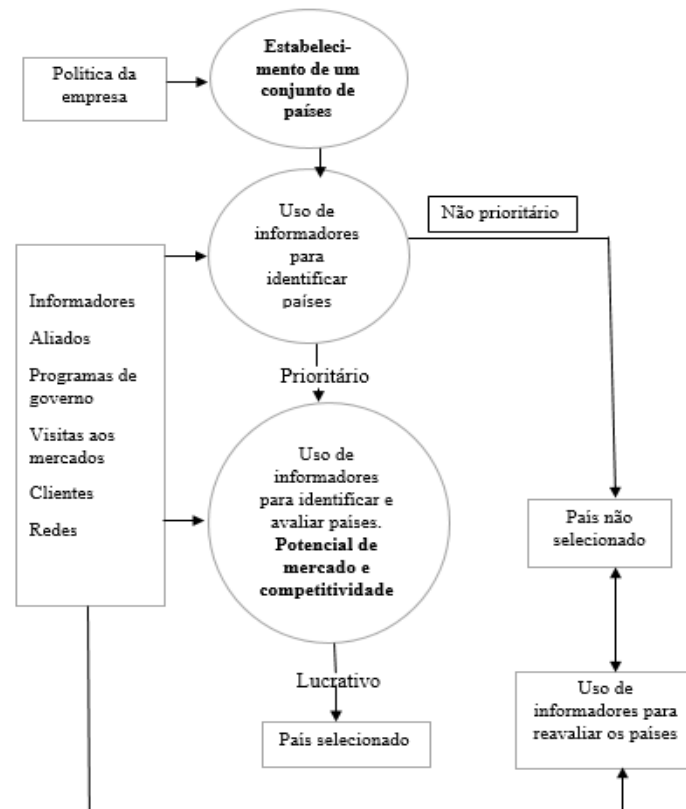 Política da
empresa
Estabeleci-
mento de um
conjunto de
países
Uso de
informadores
para
identificar
países
Não prioritário
Informadores
Aliados
Programas de
governo
Visitas aos
mercados
Clientes
Redes
Prioritário
Uso de
informadores
para identificar e
avaliar países.
Potencial de
mercado e
competitividade
País não
selecionado
Lucrativo
País selecionado
Uso de
informadores para
reavaliar os países